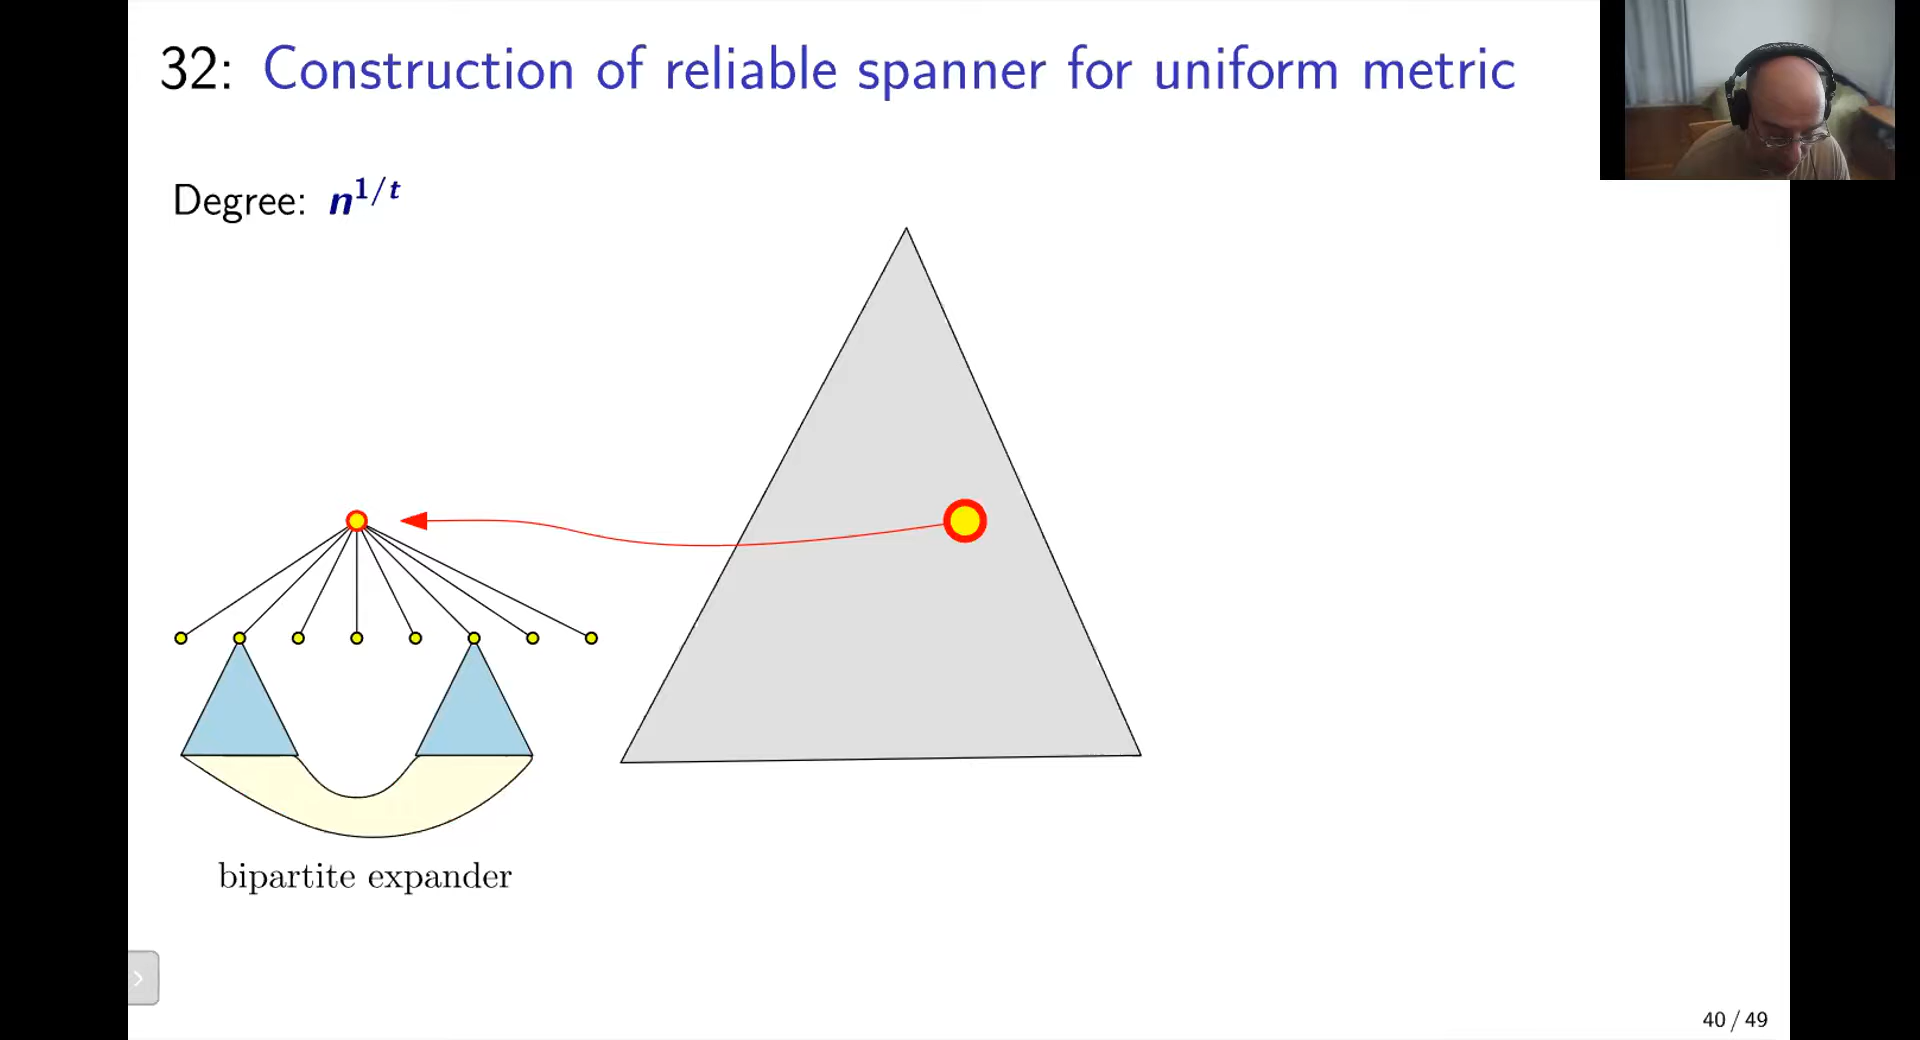 32: Construction of reliable spanner for uniform metric
Degree: n^{1/t}
bipartite expander
40 / 49